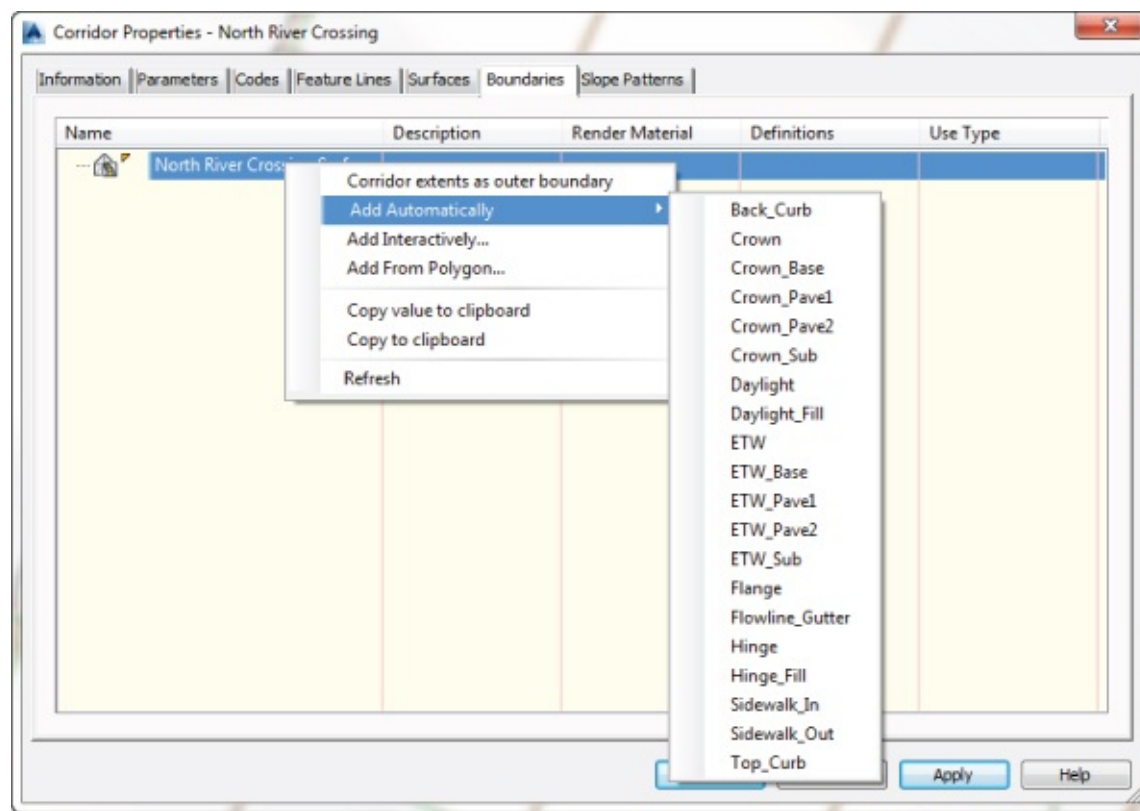 Corridor Properties - North River Crossing
Information Parameters Codes Feature Lines Surfaces Boundaries Slope Patterns
Name Description Render Material Definitions Use Type
North River
Corridor extents as outer boundary
Add Automatically
Add Interactively...
Add From Polygon...
Copy value to clipboard
Copy to clipboard
Refresh
Back_Curb
Crown
Crown_Base
Crown_Pave1
Crown_Pave2
Crown_Sub
Daylight
Daylight_Fill
ETW
ETW_Base
ETW_Pave1
ETW_Pave2
ETW_Sub
Flange
Flowline_Gutter
Hinge
Hinge_Fill
Sidewalk_In
Sidewalk_Out
Top_Curb
Apply Help